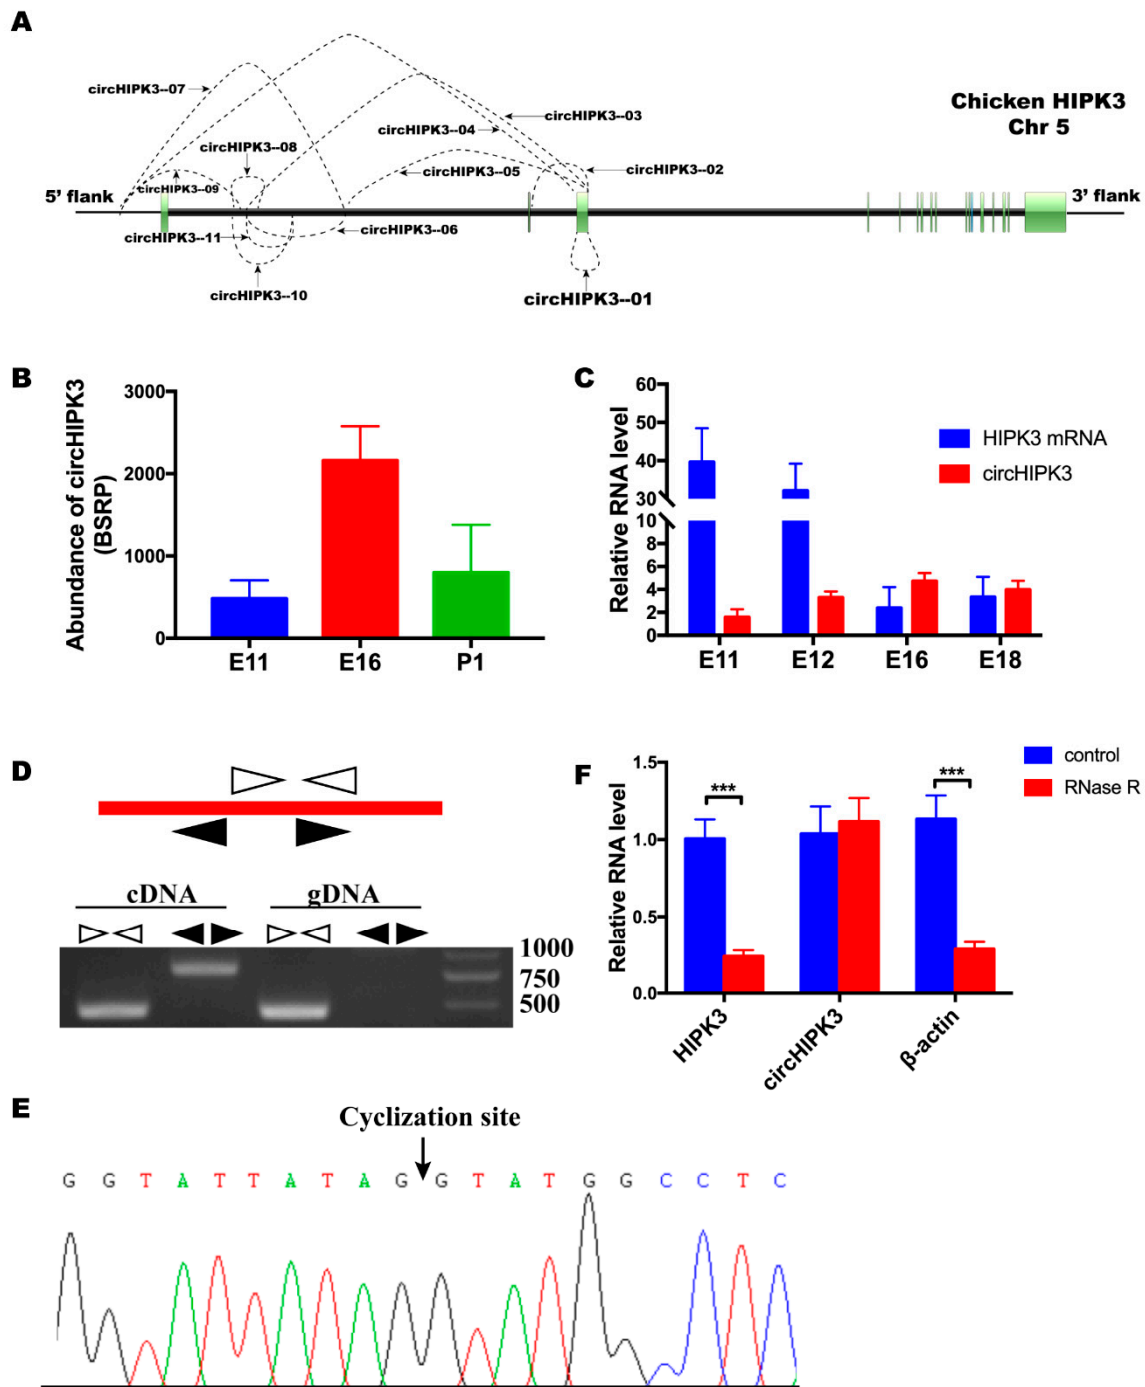 A
circHIPK3--07
circHIPK3--03
circHIPK3--04
Chicken HIPK3
Chr 5
circHIPK3--08
circHIPK3--05
circHIPK3--02
5' flank
circHIPK3--09
3' flank
circHIPK3--11
circHIPK3--06
circHIPK3--10
circHIPK3--01
B
Abundance of circHIPK3
(BSRP)
3000
2000
1000
0
E11 E16 P1
C
Relative RNA level
60
50
40
30
10
8
6
4
2
0
HIPK3 mRNA
circHIPK3
E11 E12 E16 E18
D
cDNA gDNA
1000
750
500
F
Relative RNA level
1.5
1.0
0.5
0.0
control
RNase R
***
***
HIPK3
circHIPK3
β-actin
E
Cyclization site
G G T A T T A T A G G T A T G G C C T C